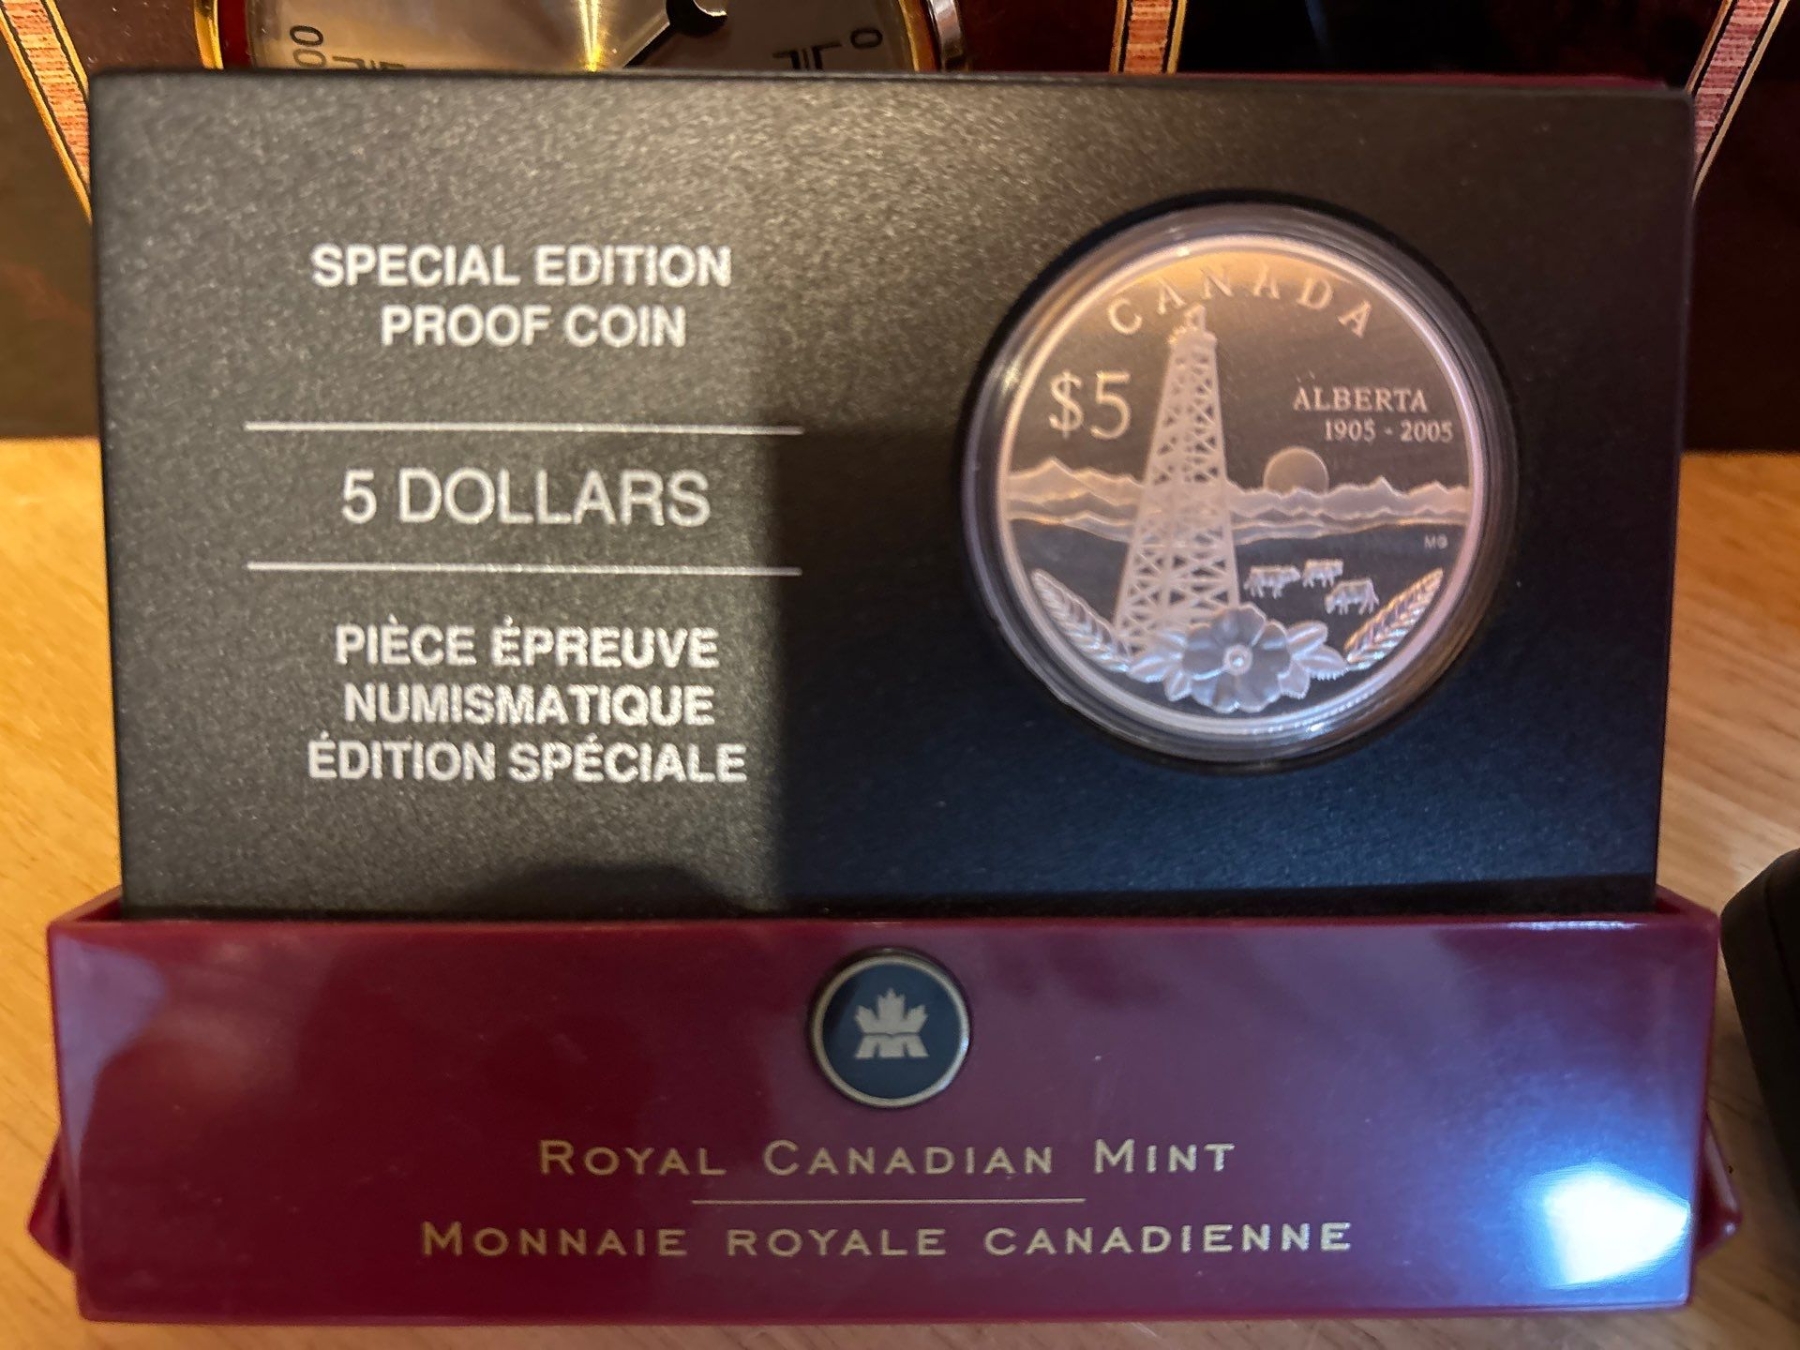 SPECIAL EDITION
PROOF COIN
5 DOLLARS
PIÈCE ÉPREUVE
NUMISMATIQUE
ÉDITION SPÉCIALE
CANADA
$5
ALBERTA
1905 - 2005
MG
ROYAL CANADIAN MINT
MONNAIE ROYALE CANADIENNE